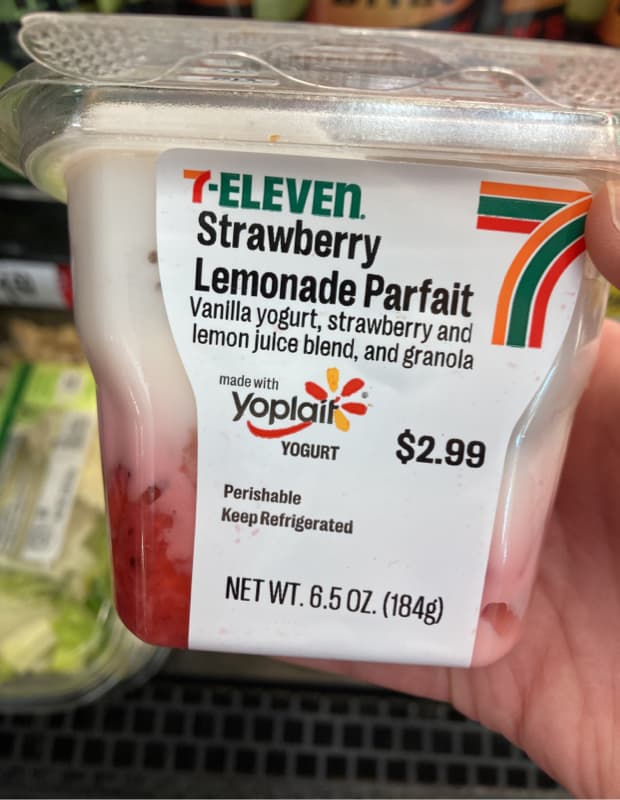 7-ELEVEn.
Strawberry
Lemonade Parfait
Vanilla yogurt, strawberry and
lemon juice blend, and granola
made with
Yoplait
YOGURT
$2.99
Perishable
Keep Refrigerated
NET WT. 6.5 OZ. (184g)